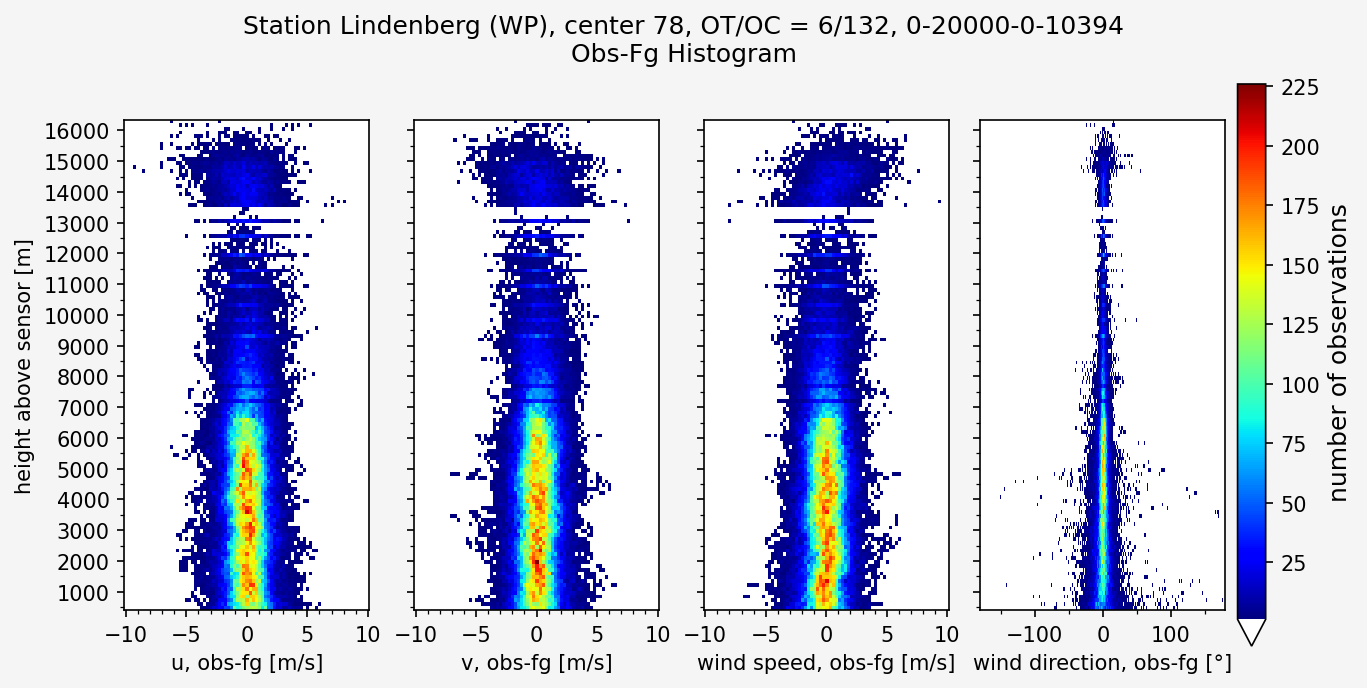 Station Lindenberg (WP), center 78, OT/OC = 6/132, 0-20000-0-10394
Obs-Fg Histogram
height above sensor [m]
16000
15000
14000
13000
12000
11000
10000
9000
8000
7000
6000
5000
4000
3000
2000
1000
−10 −5 0 5 10
u, obs-fg [m/s]
−10 −5 0 5 10
v, obs-fg [m/s]
−10 −5 0 5 10
wind speed, obs-fg [m/s]
−100 0 100
wind direction, obs-fg [°]
225
200
175
150
125
100
75
50
25
number of observations